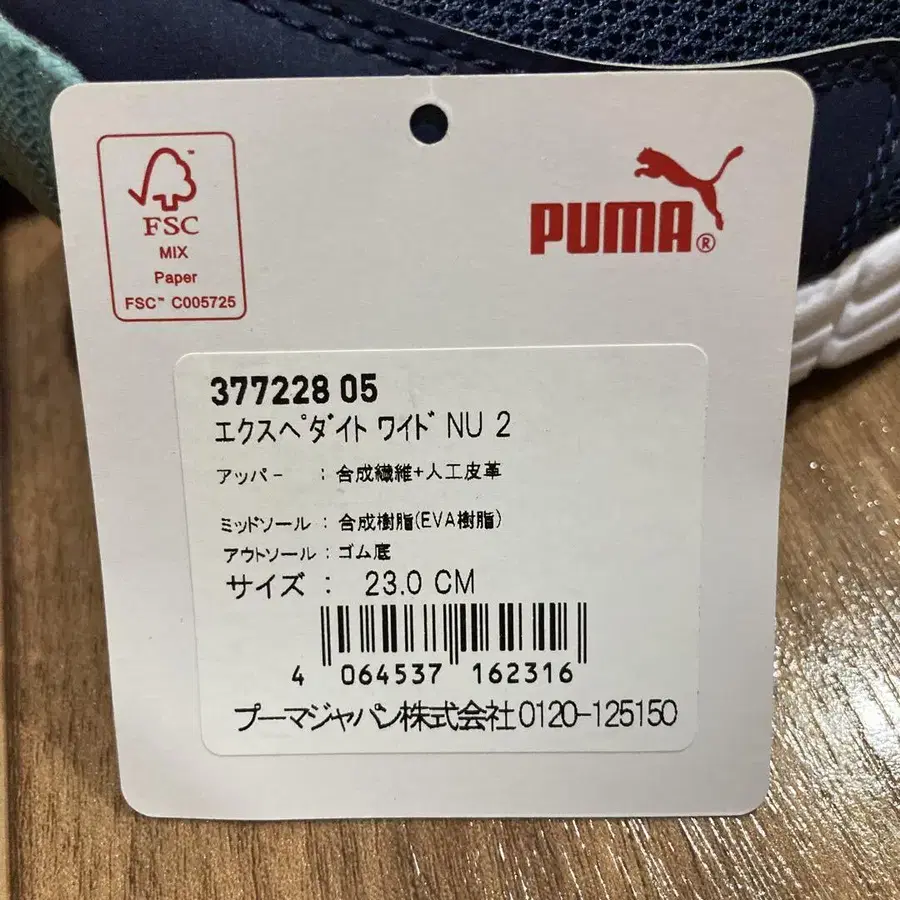 FSC
MIX
Paper
FSC™ C005725
PUMA®
377228 05
エクスペダイト ワイド NU 2
アッパー : 合成繊維+人工皮革
ミッドソール : 合成樹脂(EVA樹脂)
アウトソール : ゴム底
サイズ : 23.0 CM
4 064537 162316
プーマジャパン株式会社0120-125150